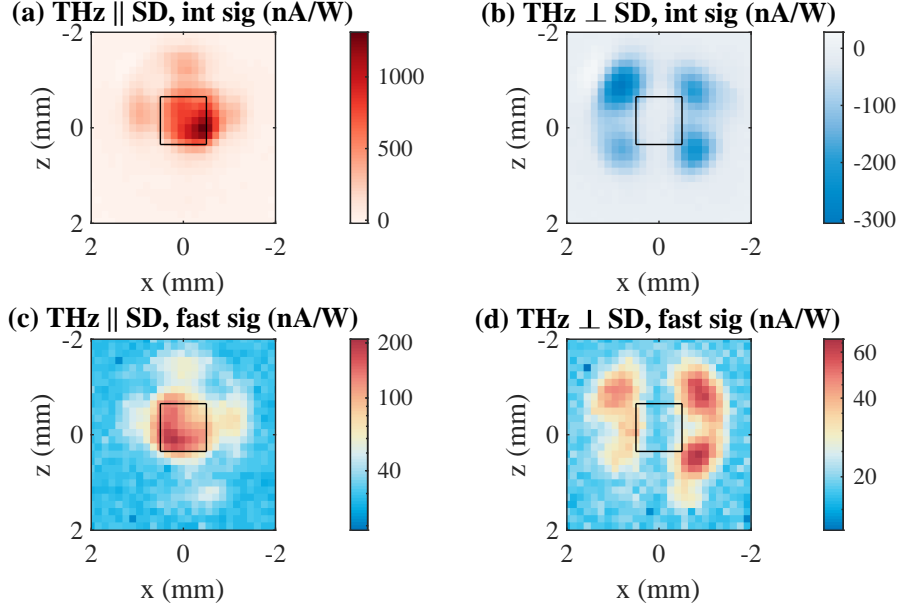 (a) THz || SD, int sig (nA/W)
-2
0
2
z (mm)
2 0 -2
x (mm)
1000
500
0
(b) THz ⊥ SD, int sig (nA/W)
-2
0
2
z (mm)
2 0 -2
x (mm)
0
-100
-200
-300
(c) THz || SD, fast sig (nA/W)
-2
0
2
z (mm)
2 0 -2
x (mm)
200
100
40
(d) THz ⊥ SD, fast sig (nA/W)
-2
0
2
z (mm)
2 0 -2
x (mm)
60
40
20